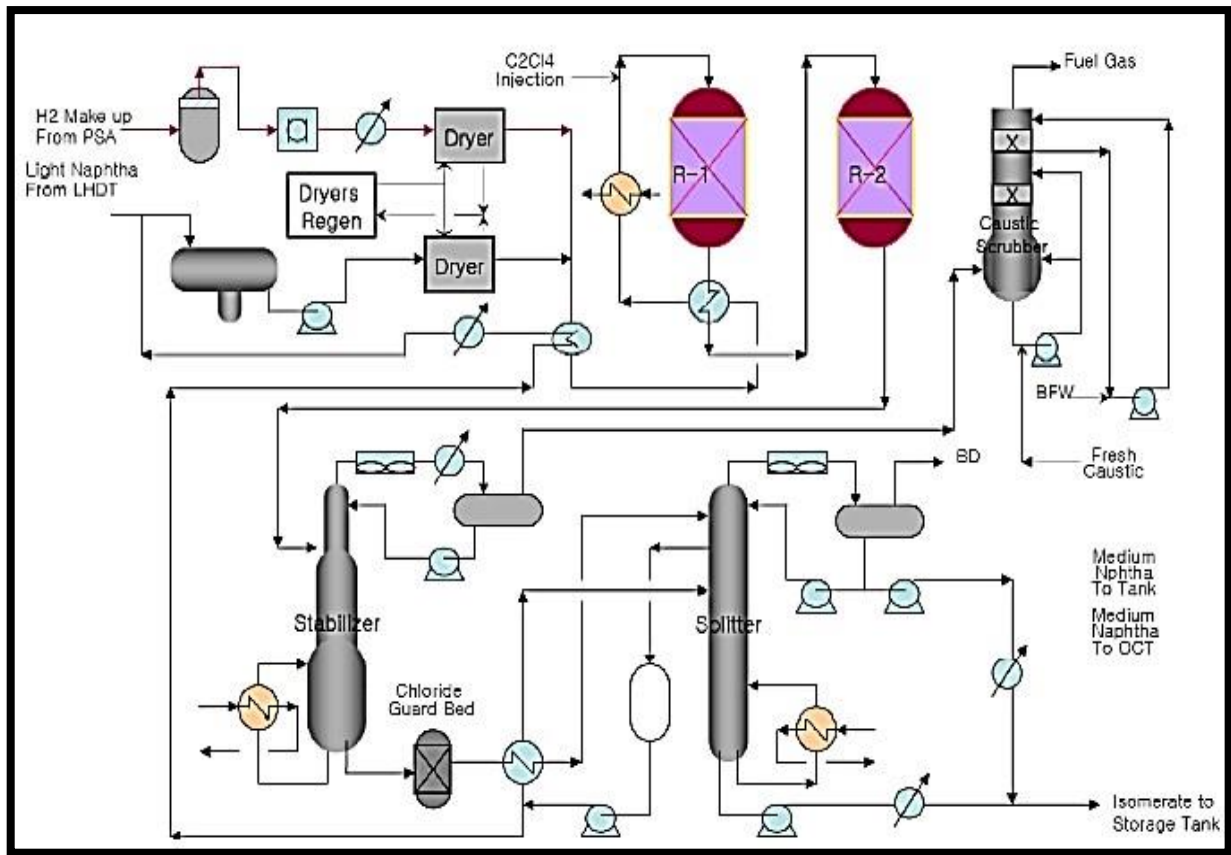 C2Cl4
Injection
Fuel Gas
H2 Make up
From PSA
Dryer
Light Naphtha
From LHDT
Dryers
Regen
R-1
R-2
Caustic
Scrubber
Dryer
BFW
Fresh
Caustic
BD
Medium
Nphtha
To Tank
Medium
Naphtha
To OCT
Stabilizer
Splitter
Chloride
Guard Bed
Isomerate to
Storage Tank